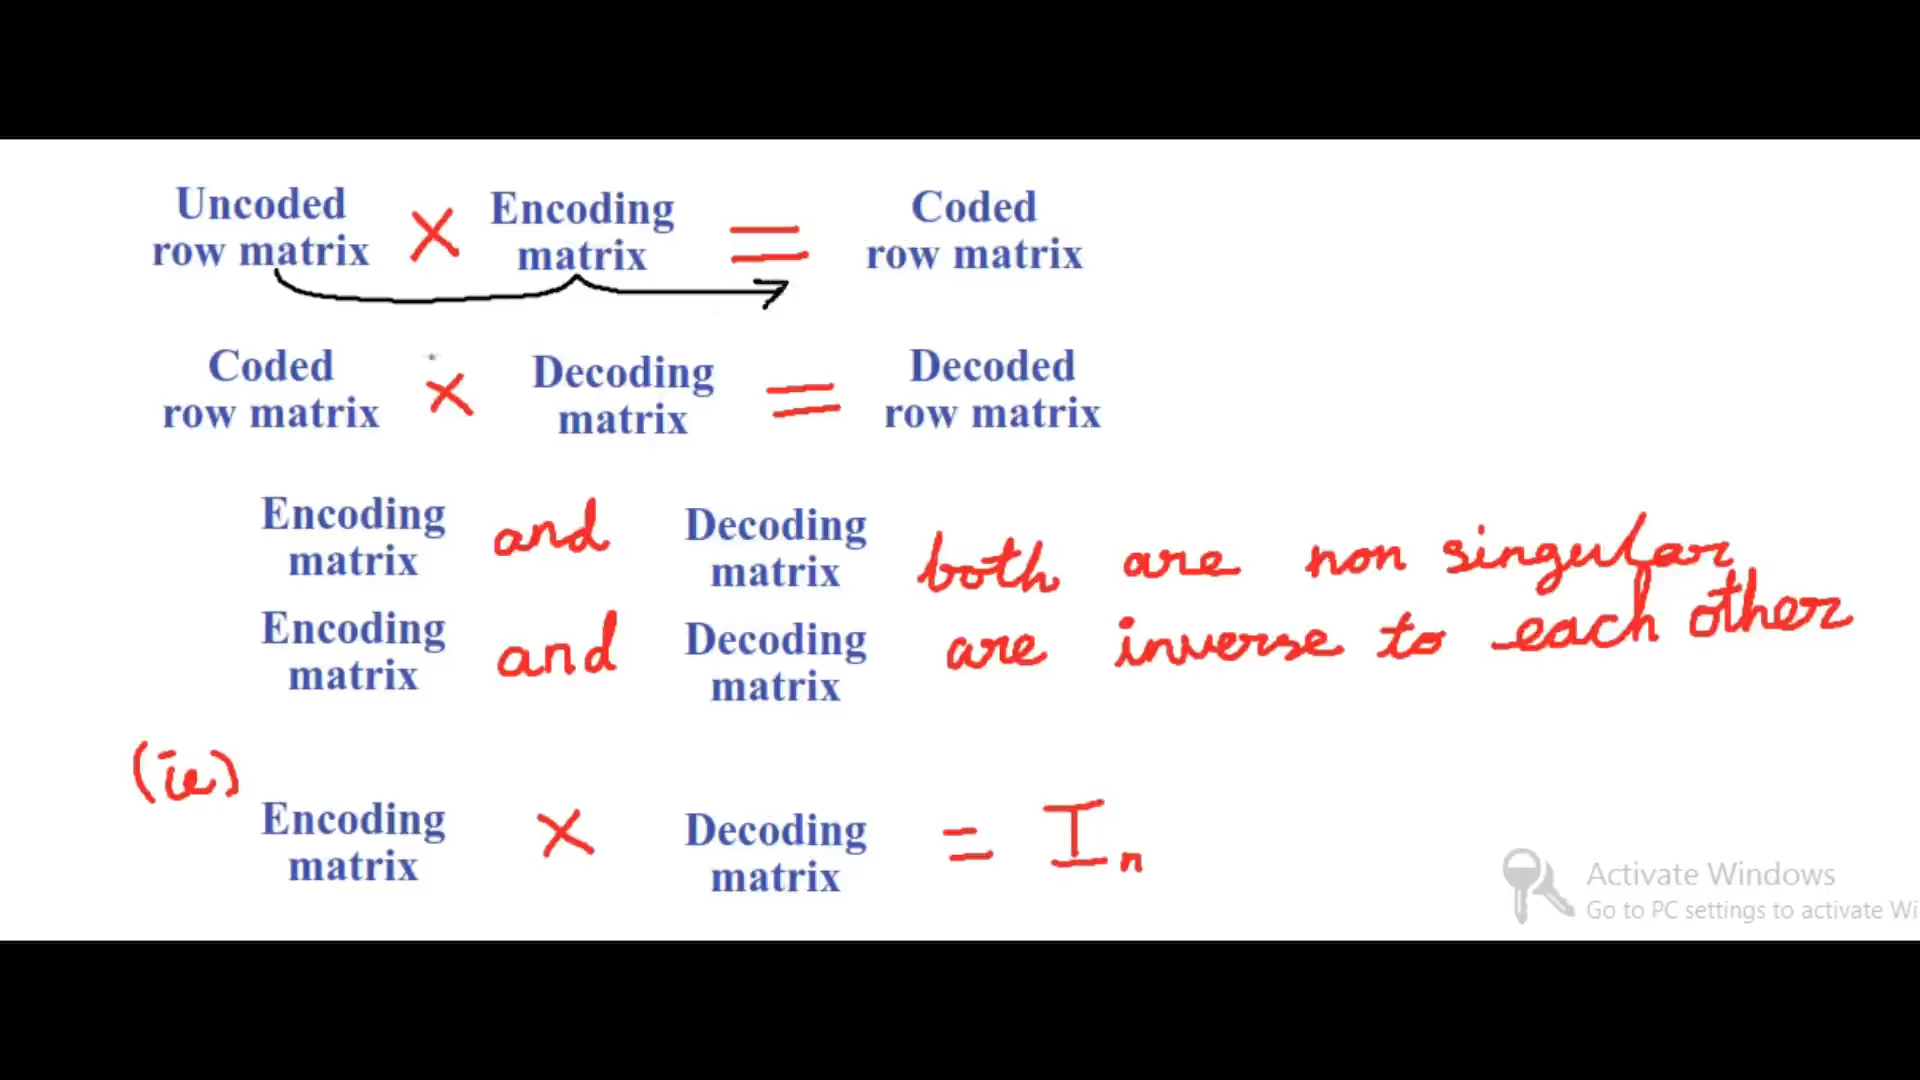 Uncoded row matrix × Encoding matrix = Coded row matrix
Coded row matrix × Decoding matrix = Decoded row matrix
Encoding matrix and Decoding matrix both are non singular
Encoding matrix and Decoding matrix are inverse to each other
(ie)
Encoding matrix × Decoding matrix = Iₙ
Activate Windows
Go to PC settings to activate Wi